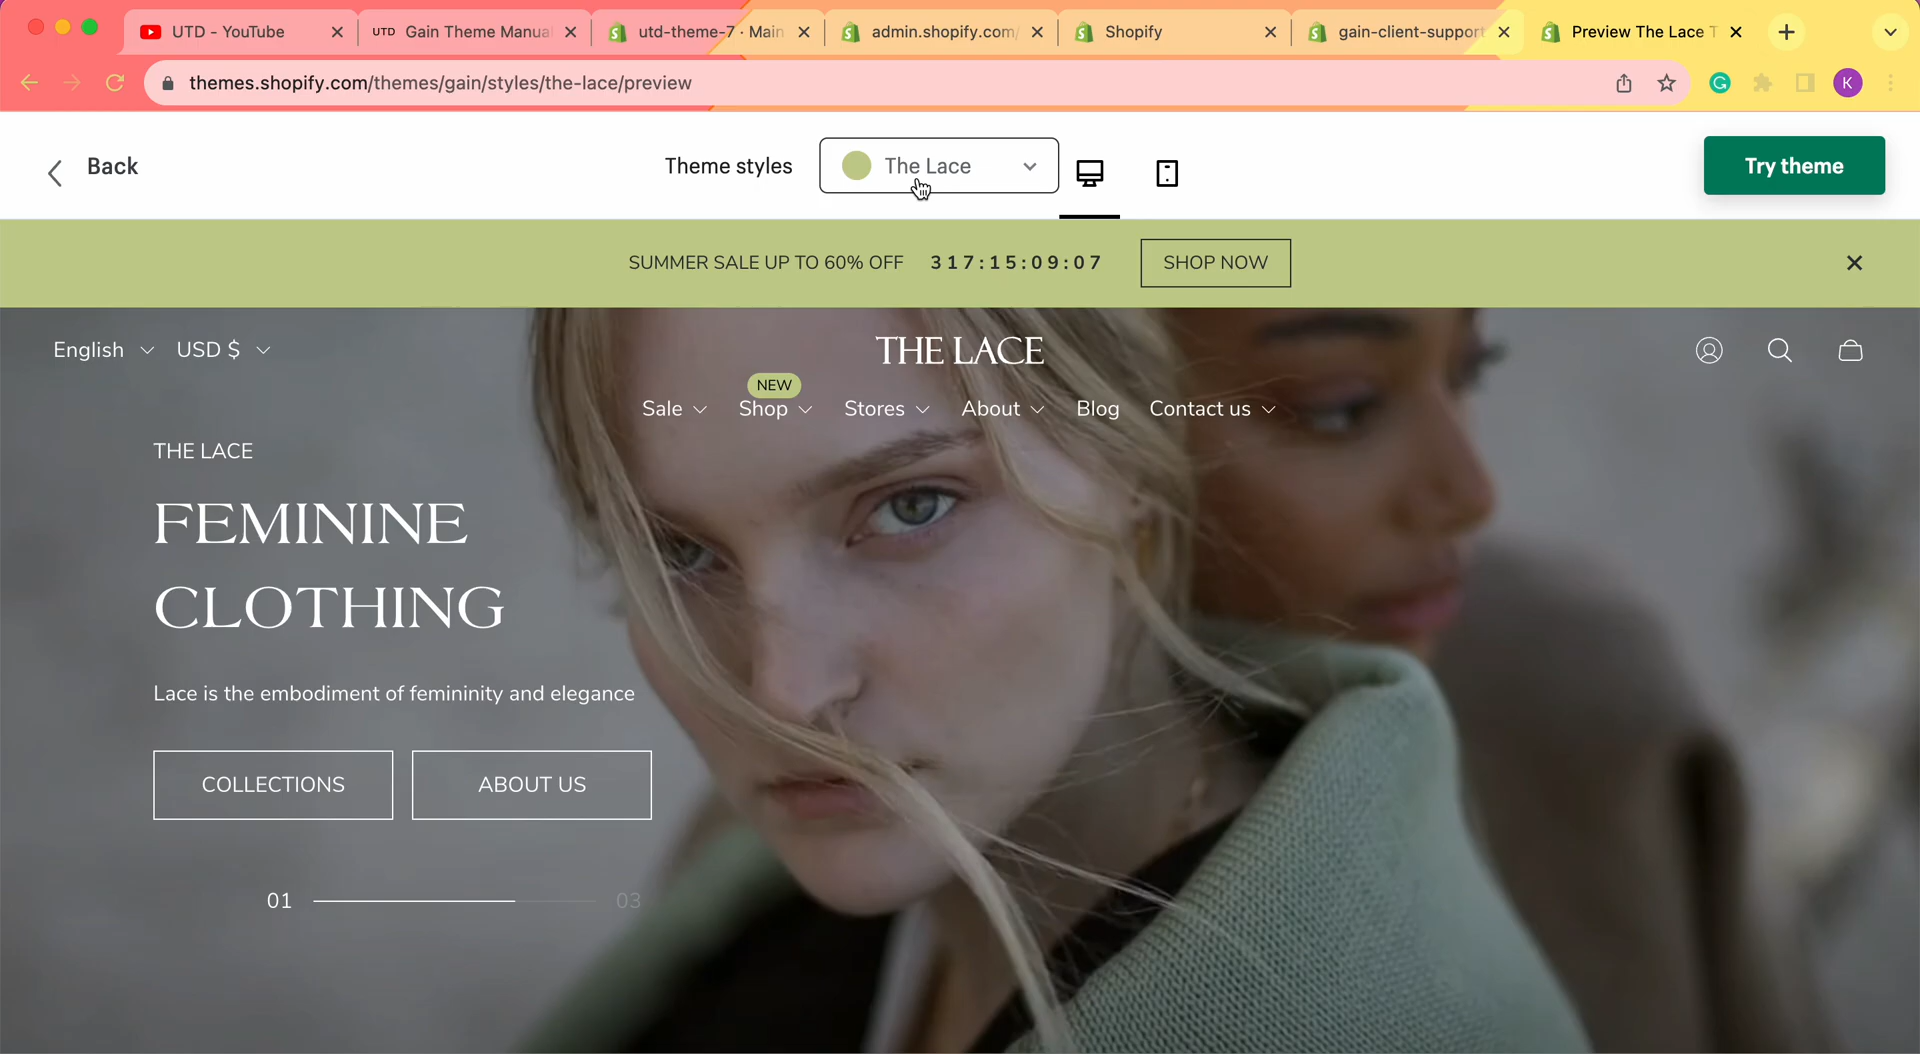 UTD - YouTube
UTD Gain Theme Manua
utd-theme-7 · Main
admin.shopify.com/
Shopify
gain-client-support
Preview The Lace T
themes.shopify.com/themes/gain/styles/the-lace/preview
K
Back
Theme styles
The Lace
Try theme
SUMMER SALE UP TO 60% OFF 317:15:09:07 SHOP NOW
English USD $
THE LACE
NEW
Sale Shop Stores About Blog Contact us
THE LACE
FEMININE
CLOTHING
Lace is the embodiment of femininity and elegance
COLLECTIONS ABOUT US
01 03